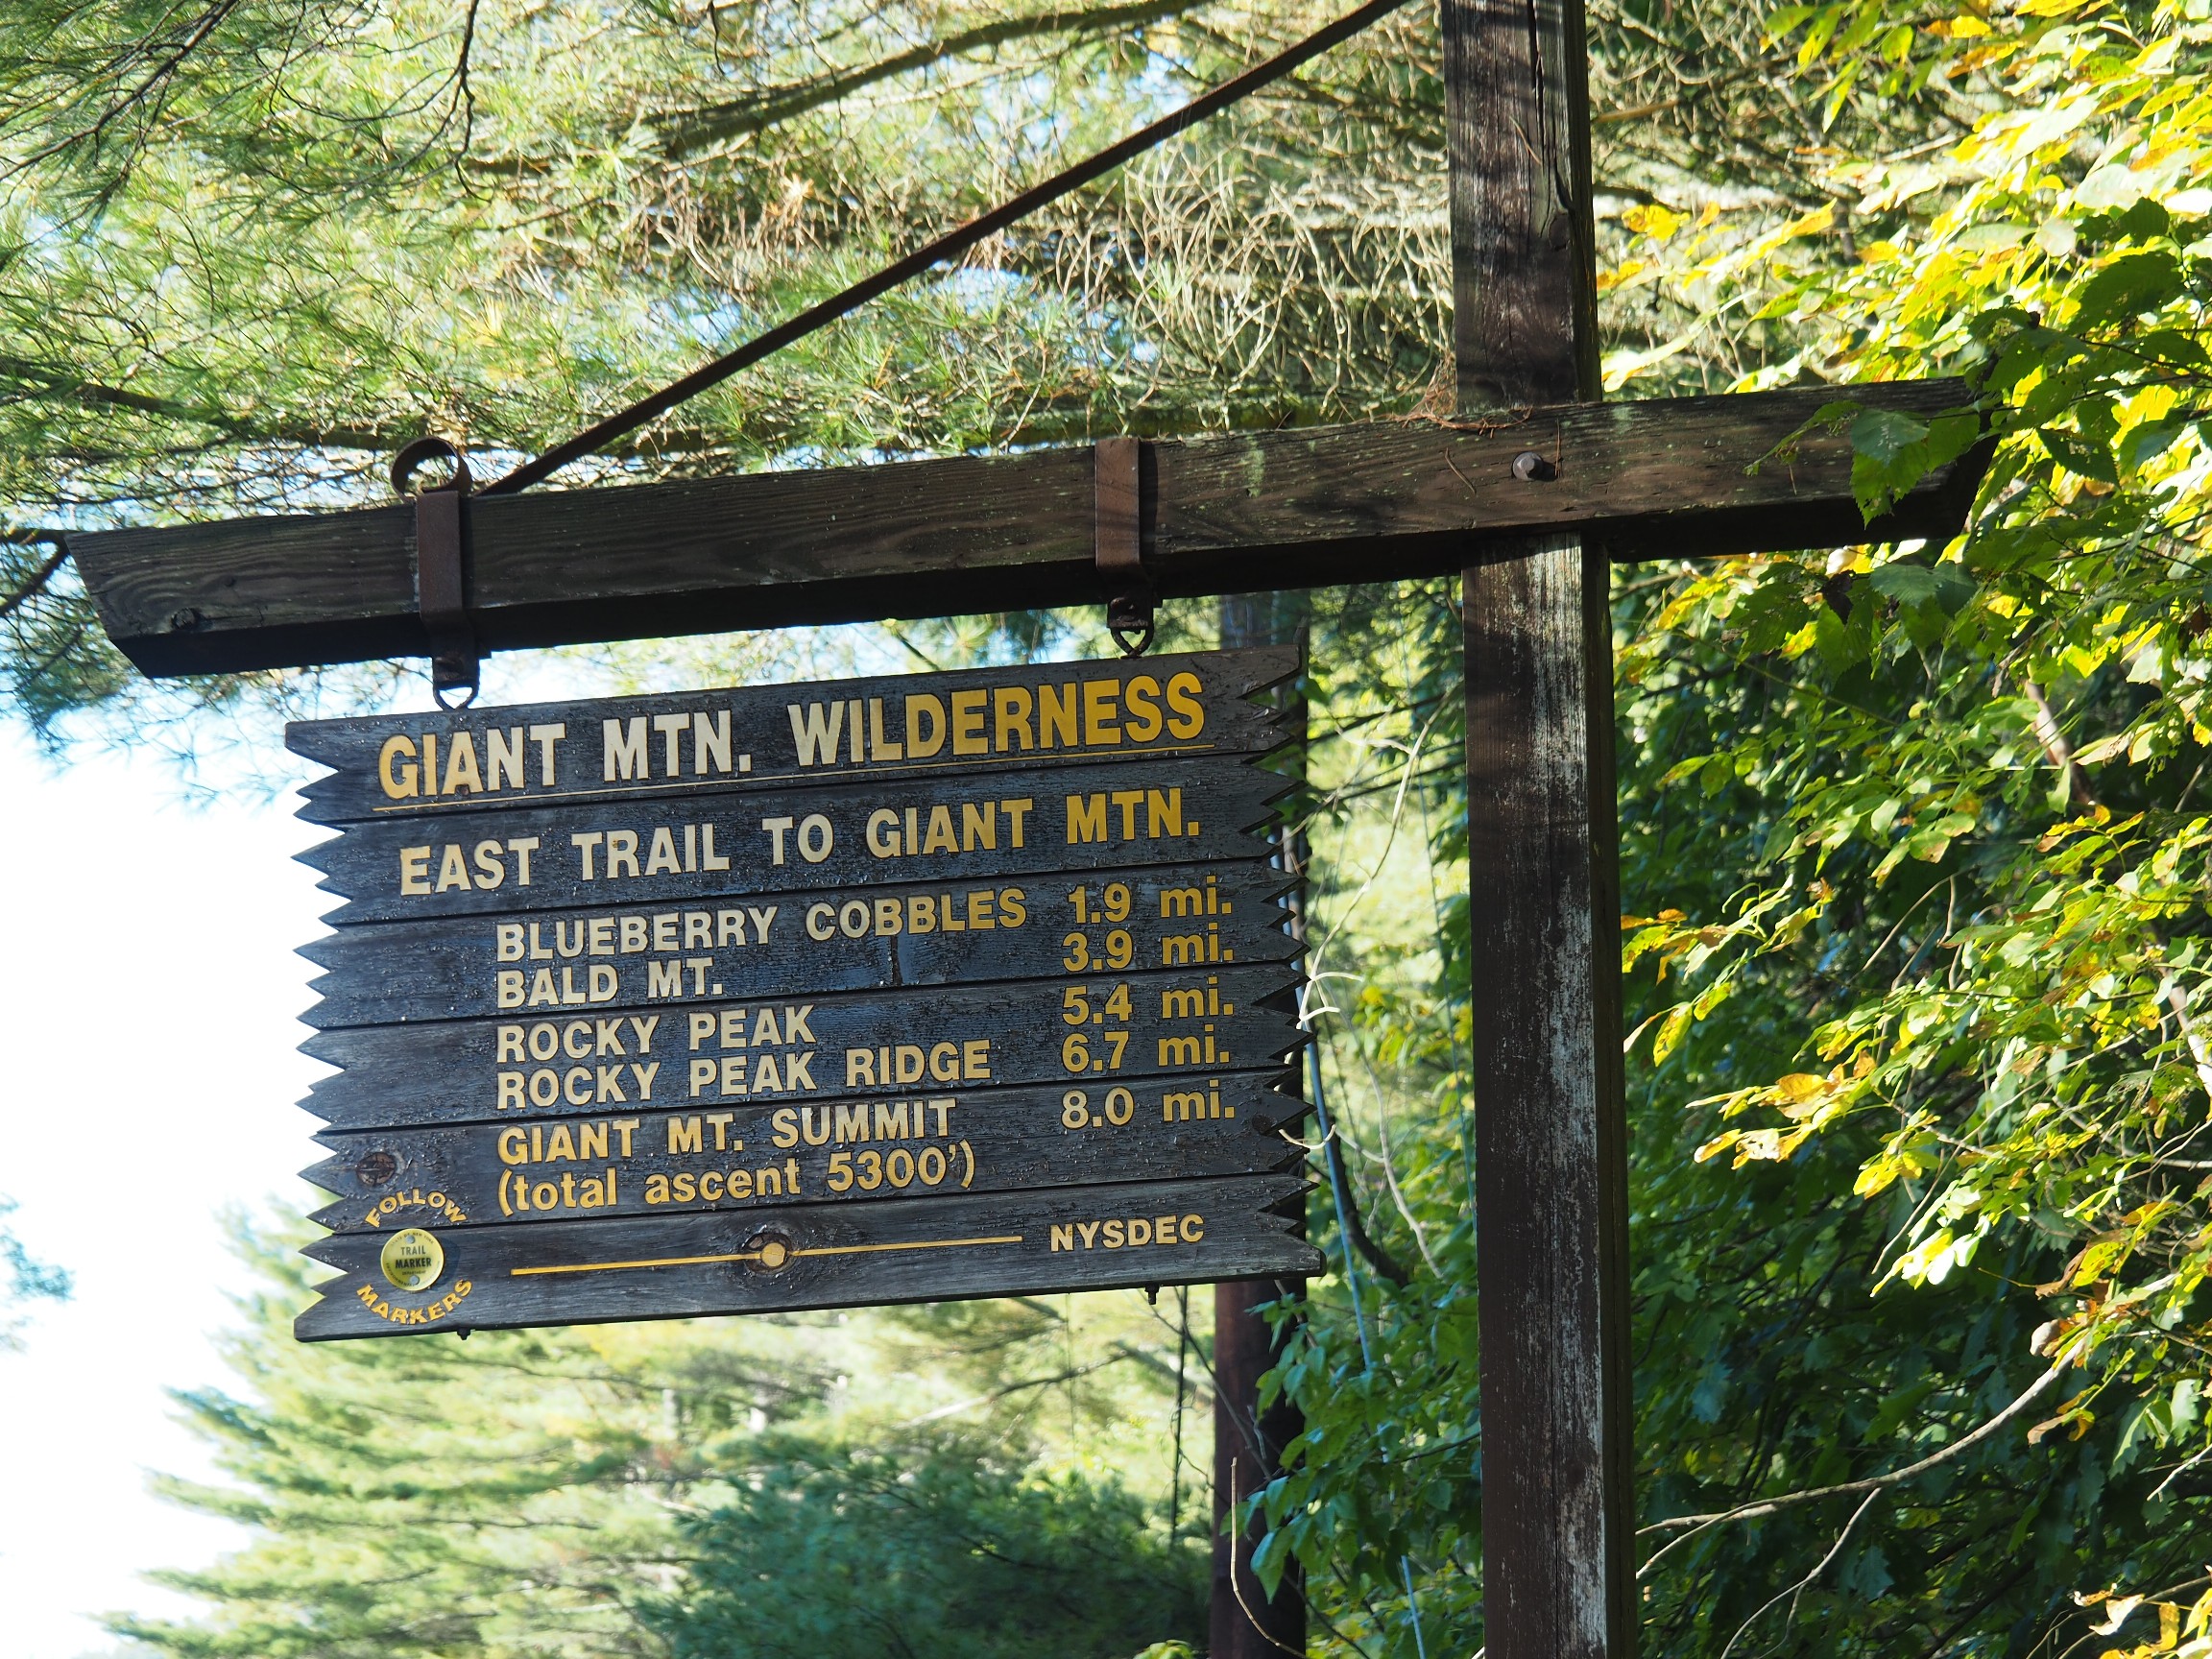 GIANT MTN. WILDERNESS
EAST TRAIL TO GIANT MTN.
BLUEBERRY COBBLES 1.9 mi.
BALD MT. 3.9 mi.
ROCKY PEAK 5.4 mi.
ROCKY PEAK RIDGE 6.7 mi.
GIANT MT. SUMMIT 8.0 mi.
(total ascent 5300')
FOLLOW
TRAIL
MARKER
MARKERS
NYSDEC